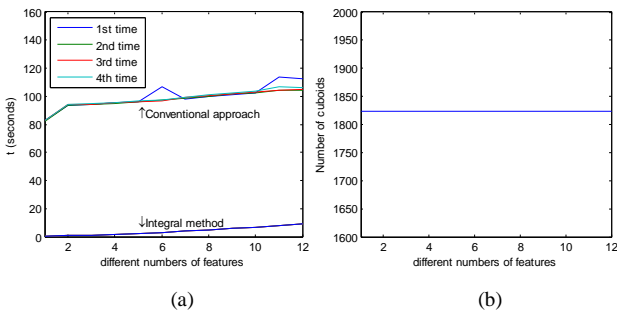 1st time
2nd time
3rd time
4th time
↑Conventional approach
↓Integral method
t (seconds)
160
140
120
100
80
60
40
20
0
2 4 6 8 10 12
different numbers of features
(a)
Number of cuboids
2000
1950
1900
1850
1800
1750
1700
1650
1600
2 4 6 8 10 12
different numbers of features
(b)